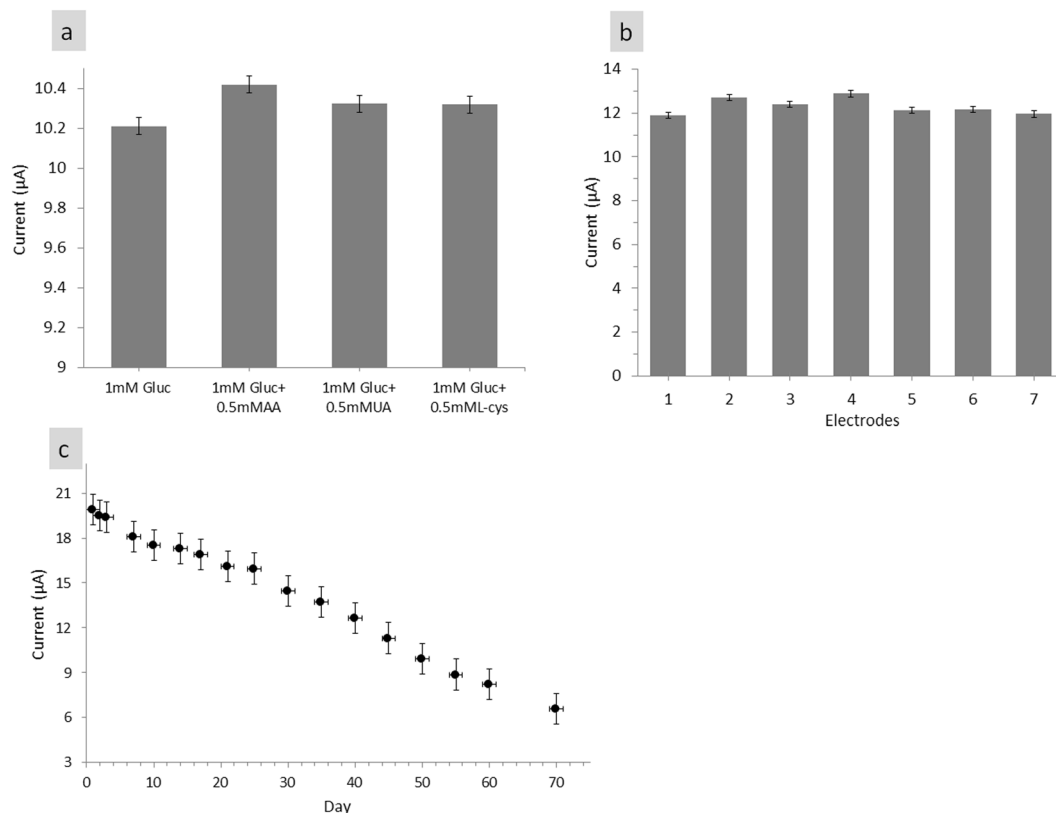 a
Current (µA)
10.4
10.2
10
9.8
9.6
9.4
9.2
9
1mM Gluc
1mM Gluc+
0.5mMAA
1mM Gluc+
0.5mMUA
1mM Gluc+
0.5mML-cys
b
Current (µA)
14
12
10
8
6
4
2
0
1 2 3 4 5 6 7
Electrodes
c
Current (µA)
21
18
15
12
9
6
3
0 10 20 30 40 50 60 70
Day